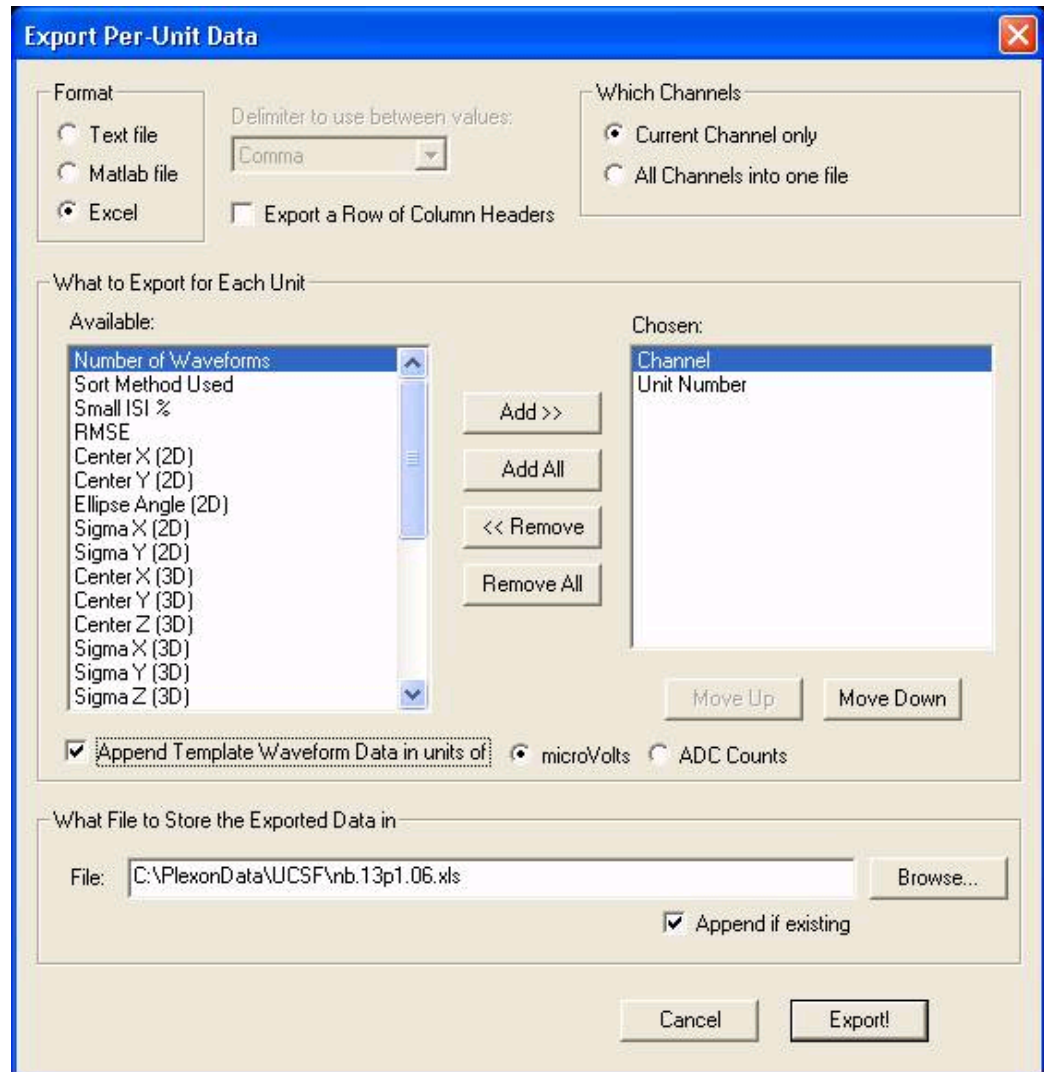 Export Per-Unit Data
Format
Text file
Matlab file
Excel
Delimiter to use between values:
Comma
Export a Row of Column Headers
Which Channels
Current Channel only
All Channels into one file
What to Export for Each Unit
Available:
Number of Waveforms
Sort Method Used
Small ISI %
RMSE
Center X (2D)
Center Y (2D)
Ellipse Angle (2D)
Sigma X (2D)
Sigma Y (2D)
Center X (3D)
Center Y (3D)
Center Z (3D)
Sigma X (3D)
Sigma Y (3D)
Sigma Z (3D)
Add >>
Add All
<< Remove
Remove All
Chosen:
Channel
Unit Number
Move Up
Move Down
Append Template Waveform Data in units of
microVolts
ADC Counts
What File to Store the Exported Data in
File:
C:\PlexonData\UCSF\nb.13p1.06.xls
Browse...
Append if existing
Cancel
Export!